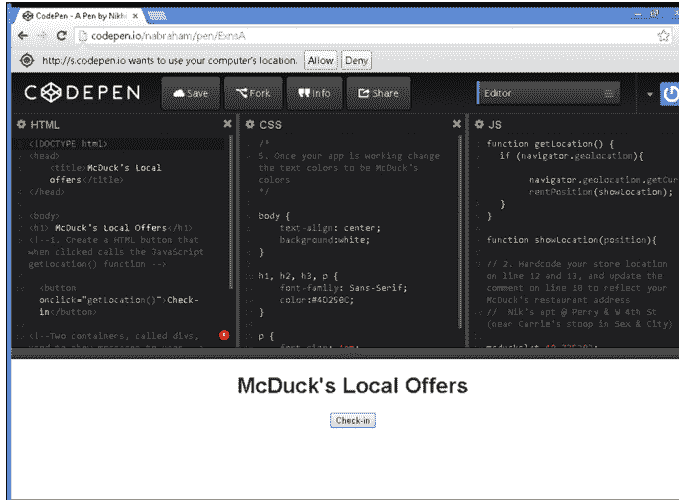 CodePen - A Pen by Nikhi
codepen.io/nabraham/pen/ExnsA
http://s.codepen.io wants to use your computer's location. Allow Deny
CODEPEN Save Fork Info Share Editor
HTML
<!DOCTYPE html>
<head>
<title>McDuck's Local
offers</title>
</head>
<body>
<h1> McDuck's Local Offers</h1>
<!--1. Create a HTML button that
when clicked calls the JavaScript
getLocation() function -->
<button
onclick="getLocation()">Check-
in</button>
<!--Two containers, called divs,
CSS
/*
5. Once your app is working change
the text colors to be McDuck's
colors
*/
body {
text-align: center;
background:white;
}
h1, h2, h3, p {
font-family: Sans-Serif;
color:#4D290C;
}
p {
JS
function getLocation() {
if (navigator.geolocation){
navigator.geolocation.getCur
rentPosition(showLocation);
}
}
function showLocation(position){
// 2. Hardcode your store location
on line 12 and 13, and update the
comment on line 10 to reflect your
McDuck's restaurant address
// Nik's apt @ Perry & W 4th St
(near Carrie's stoop in Sex & City)
McDuck's Local Offers
Check-in